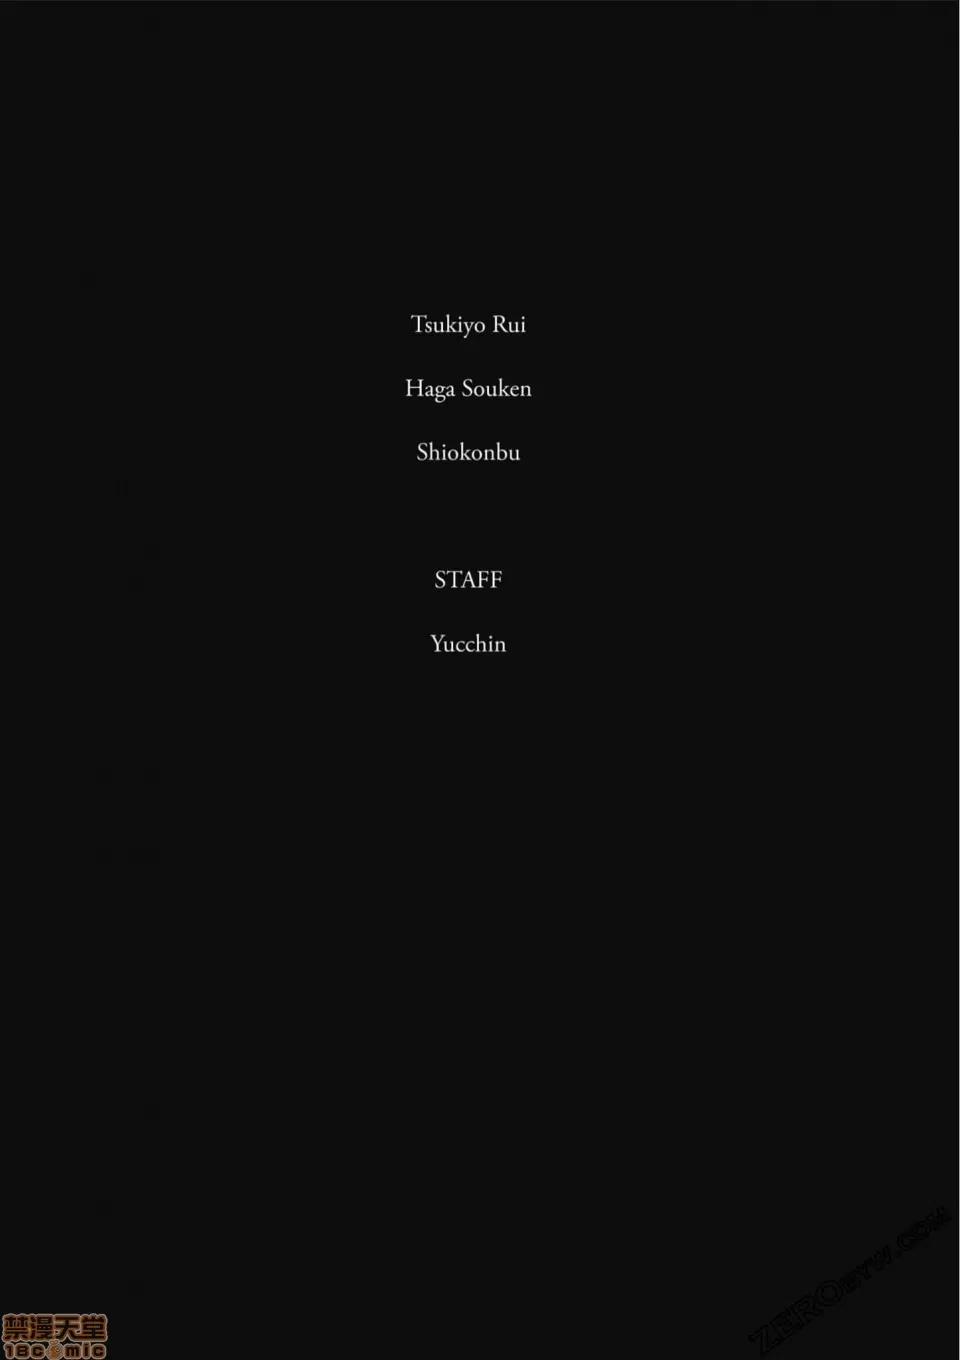 Tsukiyo Rui
Haga Souken
Shiokonbu
STAFF
Yucchin
ZEROBYW.COM
禁漫天堂
18comic